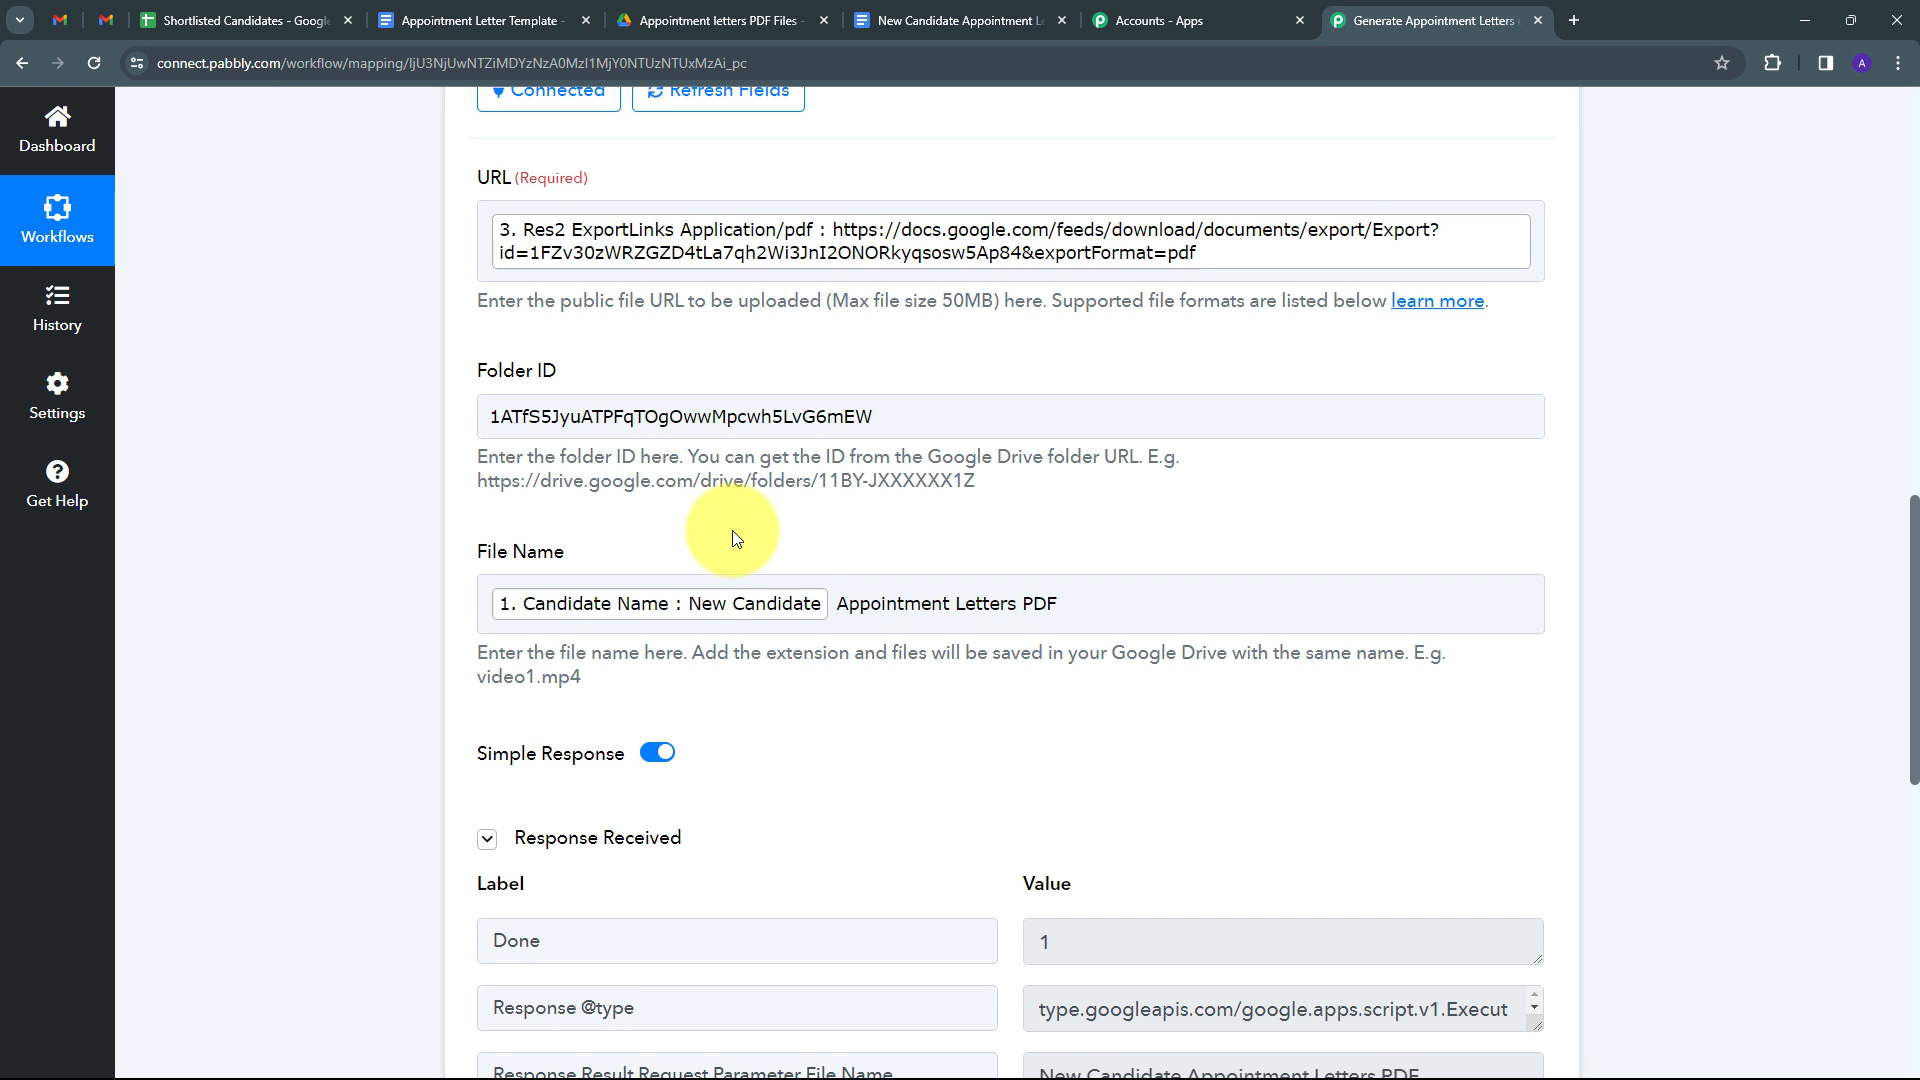 Shortlisted Candidates - Google
Appointment Letter Template -
Appointment letters PDF Files -
New Candidate Appointment L
Accounts - Apps
Generate Appointment Letters
connect.pabbly.com/workflow/mapping/IjU3NjUwNTZiMDYzNzA0MzI1MjY0NTUzNTUxMzAi_pc
A
Connected
Refresh Fields
Dashboard
Workflows
History
Settings
Get Help
URL (Required)
3. Res2 ExportLinks Application/pdf : https://docs.google.com/feeds/download/documents/export/Export?
id=1FZv30zWRZGZD4tLa7qh2Wi3JnI2ONORkyqsosw5Ap84&exportFormat=pdf
Enter the public file URL to be uploaded (Max file size 50MB) here. Supported file formats are listed below learn more.
Folder ID
1ATfS5JyuATPFqTOgOwwMpcwh5LvG6mEW
Enter the folder ID here. You can get the ID from the Google Drive folder URL. E.g.
https://drive.google.com/drive/folders/11BY-JXXXXXX1Z
File Name
1. Candidate Name : New Candidate Appointment Letters PDF
Enter the file name here. Add the extension and files will be saved in your Google Drive with the same name. E.g.
video1.mp4
Simple Response
Response Received
Label
Value
Done
1
Response @type
type.googleapis.com/google.apps.script.v1.Execut
Response Result Request Parameter File Name
New Candidate Appointment Letters PDF